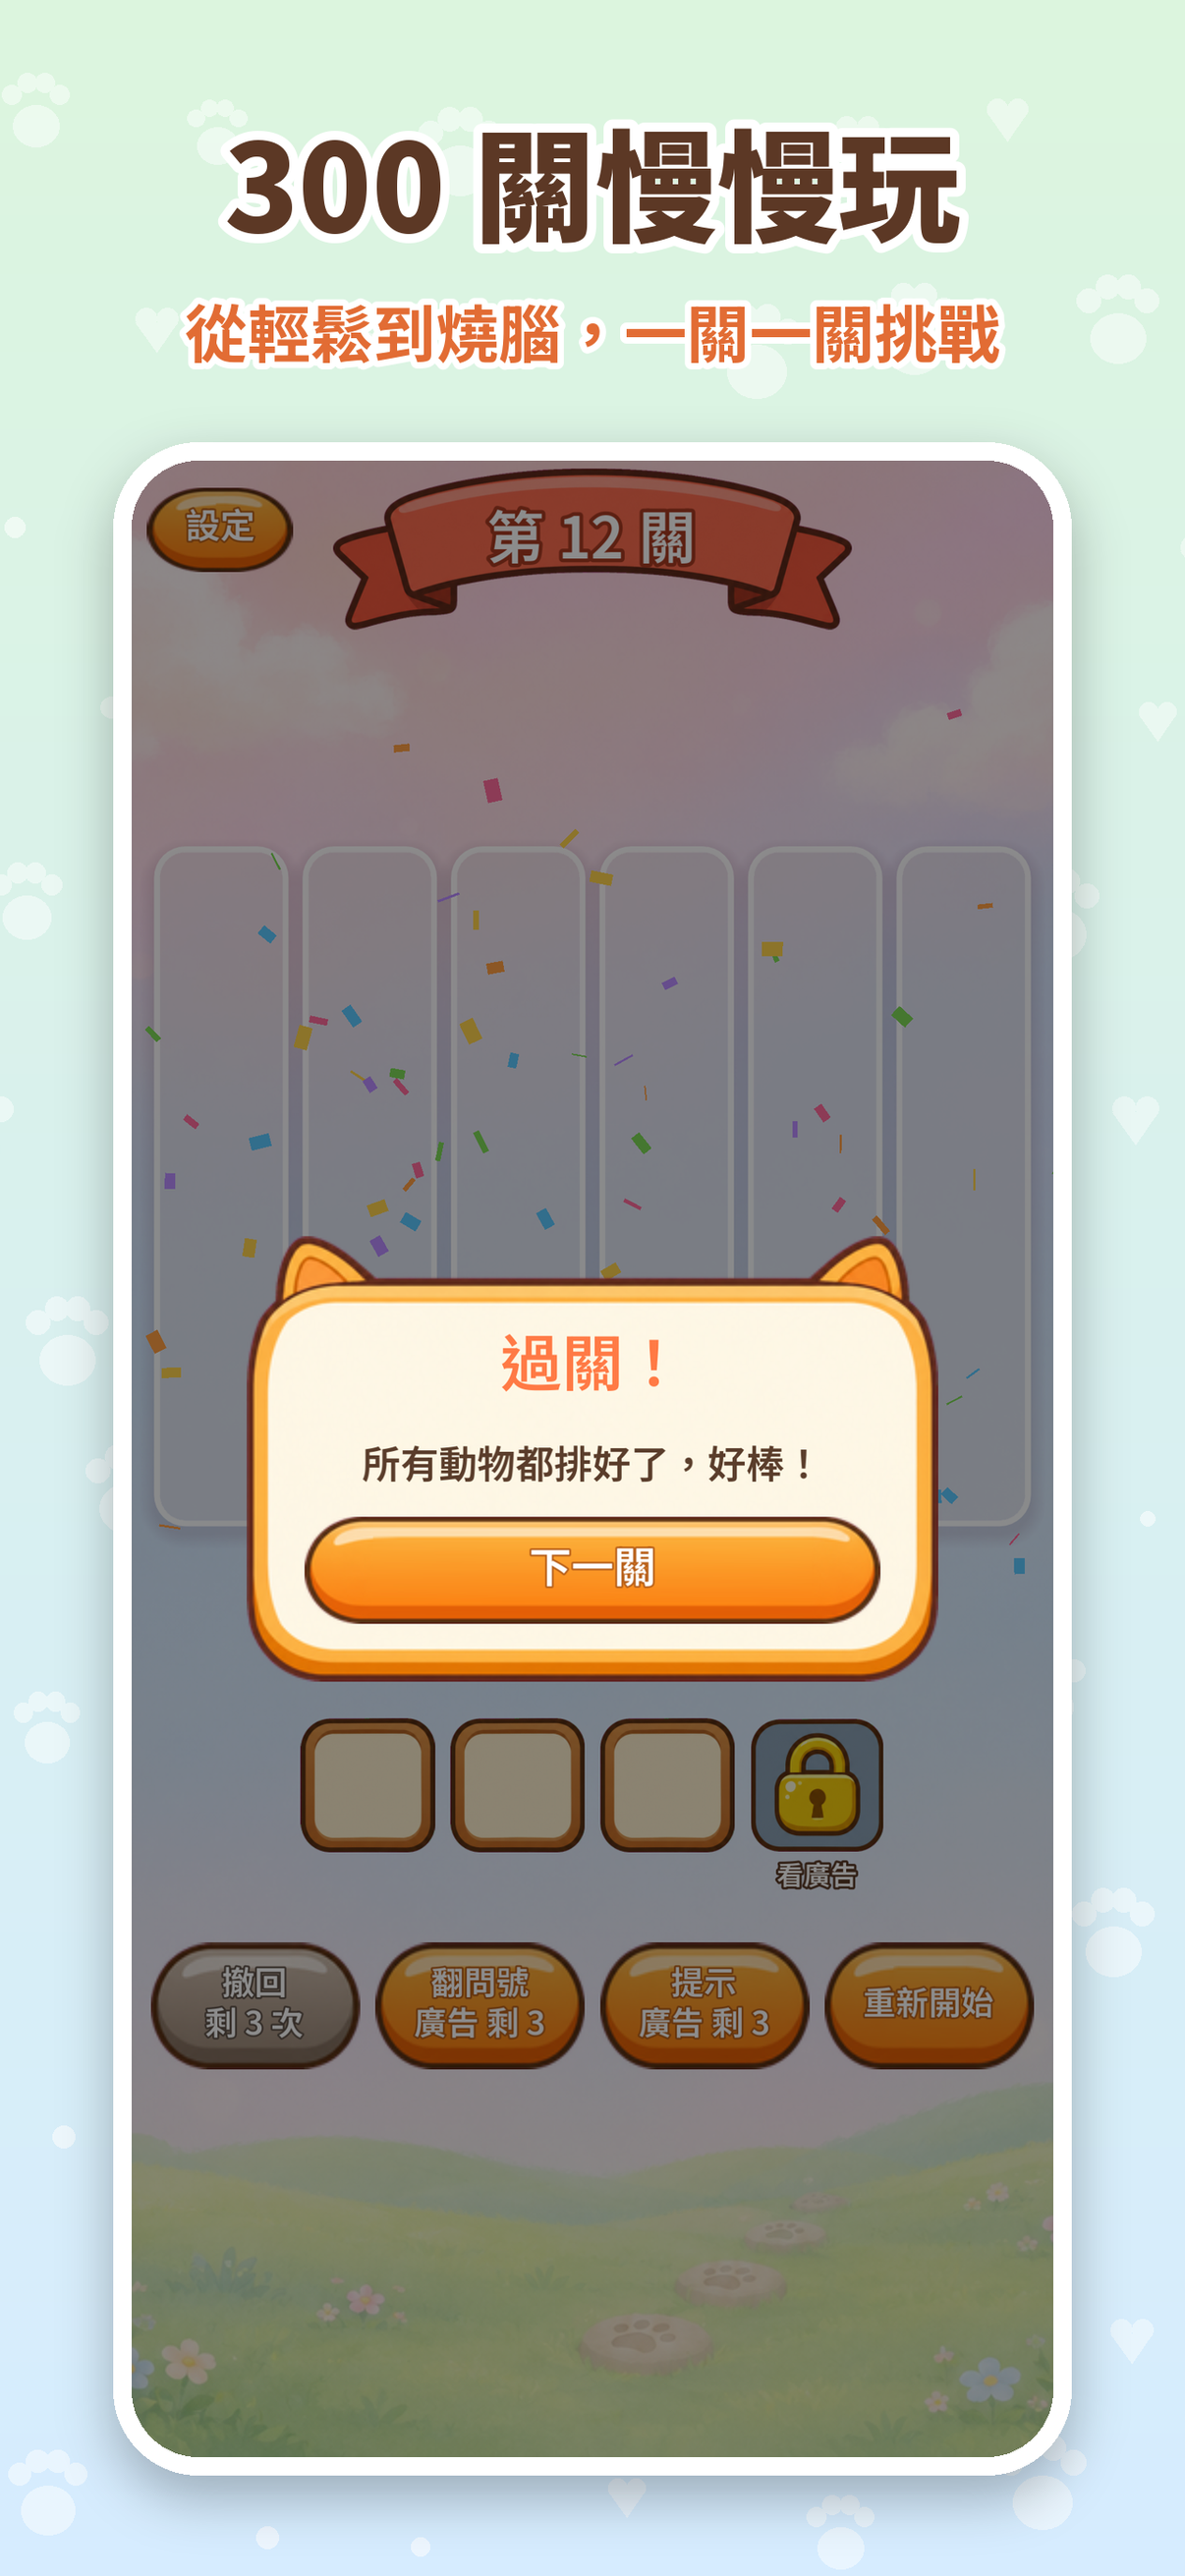 300 關慢慢玩
從輕鬆到燒腦，一關一關挑戰
設定
第 12 關
過關！
所有動物都排好了，好棒！
下一關
看廣告
撤回
剩 3 次
翻問號
廣告 剩 3
提示
廣告 剩 3
重新開始